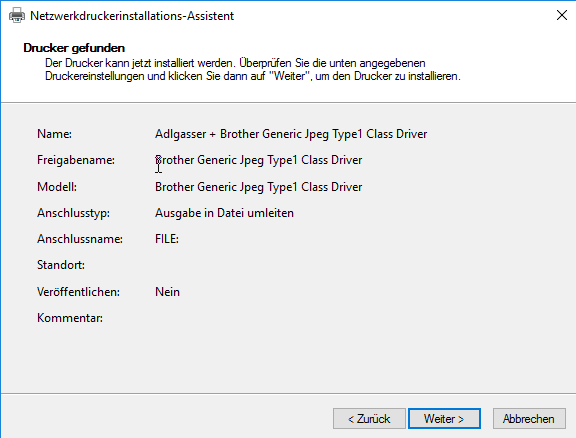 Netzwerkdruckerinstallations-Assistent
Drucker gefunden
Der Drucker kann jetzt installiert werden. Überprüfen Sie die unten angegebenen
Druckereinstellungen und klicken Sie dann auf "Weiter", um den Drucker zu installieren.
Name: Adlgasser + Brother Generic Jpeg Type1 Class Driver
Freigabename: Brother Generic Jpeg Type1 Class Driver
Modell: Brother Generic Jpeg Type1 Class Driver
Anschlusstyp: Ausgabe in Datei umleiten
Anschlussname: FILE:
Standort:
Veröffentlichen: Nein
Kommentar:
< Zurück Weiter > Abbrechen